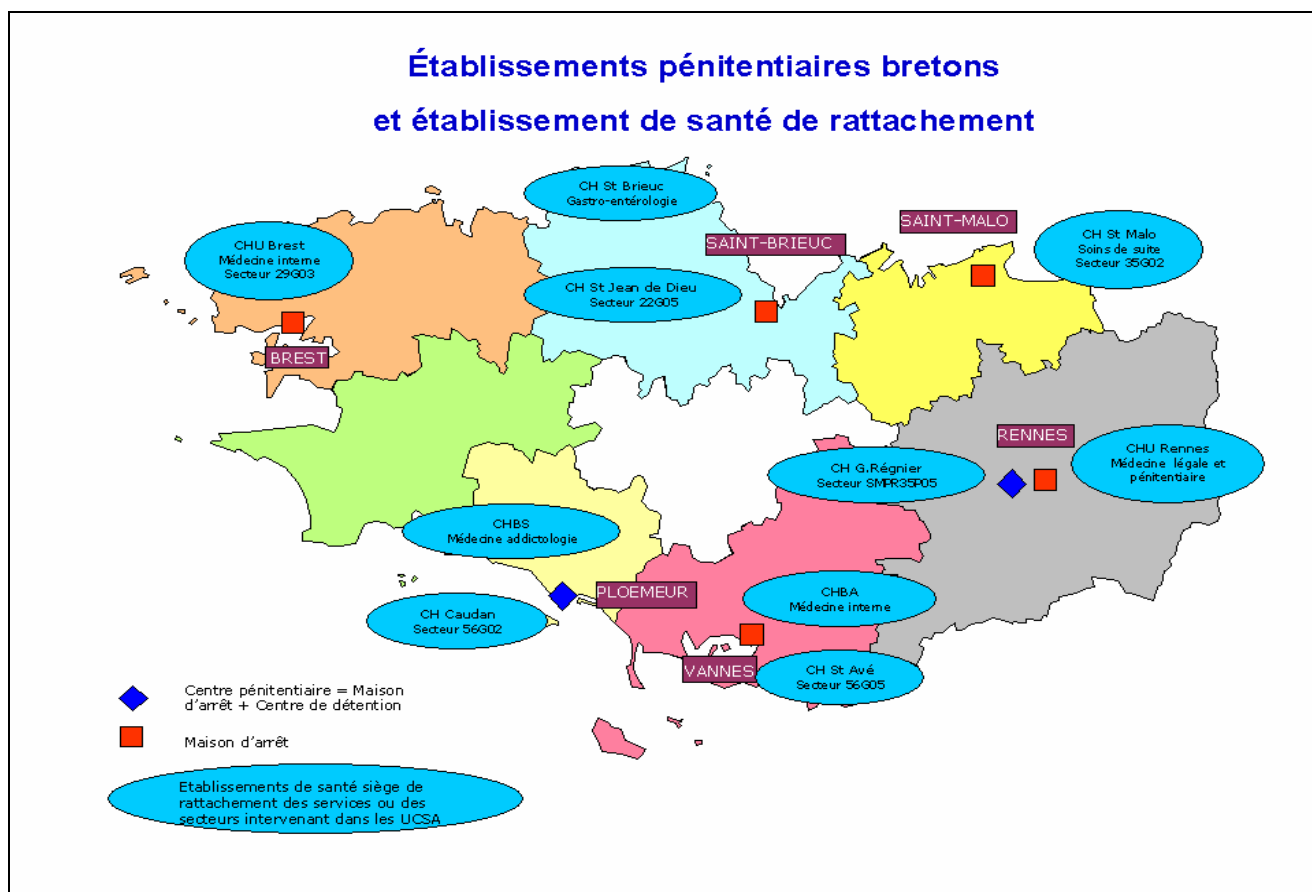 Établissements pénitentiaires bretons
et établissement de santé de rattachement
CH St Brieuc
Gastro-entérologie
SAINT-MALO
SAINT-BRIEUC
CH St Malo
Soins de suite
Secteur 35G02
CHU Brest
Médecine interne
Secteur 29G03
CH St Jean de Dieu
Secteur 22G05
BREST
RENNES
CH G.Régnier
Secteur SMPR35P05
CHU Rennes
Médecine légale et
pénitentiaire
CHBS
Médecine addictologie
PLOEMEUR
CHBA
Médecine interne
CH Caudan
Secteur 56G02
VANNES
CH St Avé
Secteur 56G05
Centre pénitentiaire = Maison
d'arrêt + Centre de détention
Maison d'arrêt
Etablissements de santé siège de
rattachement des services ou des
secteurs intervenant dans les UCSA